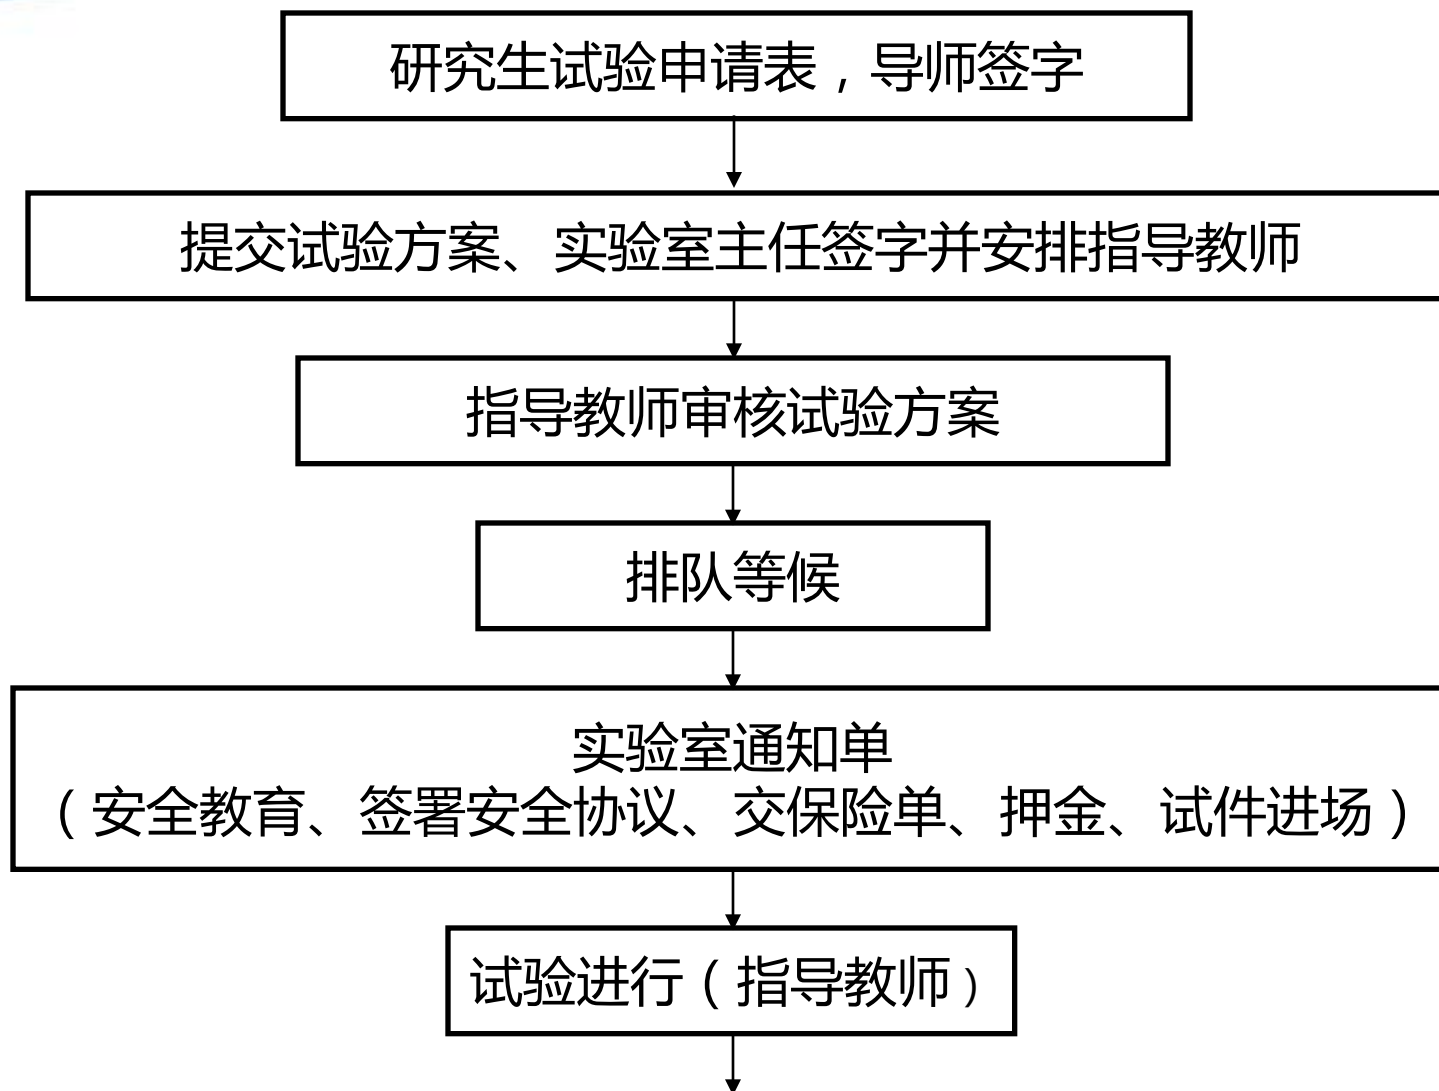 研究生试验申请表，导师签字
提交试验方案、实验室主任签字并安排指导教师
指导教师审核试验方案
排队等候
实验室通知单
（安全教育、签署安全协议、交保险单、押金、试件进场）
试验进行（指导教师）